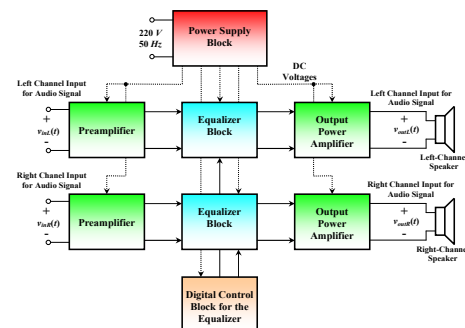 220 V
50 Hz
Power Supply
Block
DC
Voltages
Left Channel Input
for Audio Signal
+
vinL(t)
-
Preamplifier
Equalizer
Block
Output
Power
Amplifier
Left Channel Input for
Audio Signal
+
voutL(t)
-
Left-Channel
Speaker
Right Channel Input
for Audio Signal
+
vinR(t)
-
Preamplifier
Equalizer
Block
Output
Power
Amplifier
Right Channel Input for
Audio Signal
+
voutR(t)
-
Right-Channel
Speaker
Digital Control
Block for the
Equalizer